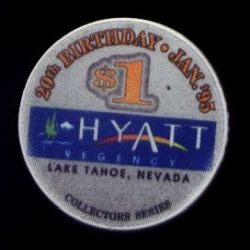 20th BIRTHDAY • JAN. '95
$1
HYATT
REGENCY
LAKE TAHOE, NEVADA
COLLECTORS SERIES